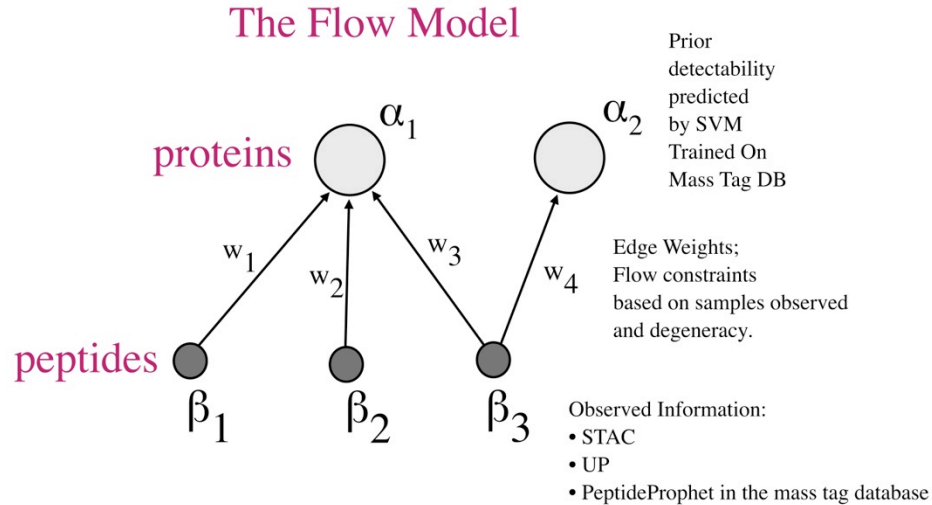 The Flow Model
Prior
detectability
predicted
by SVM
Trained On
Mass Tag DB
α₁
α₂
proteins
w₁
w₂
w₃
w₄
Edge Weights;
Flow constraints
based on samples observed
and degeneracy.
peptides
β₁
β₂
β₃
Observed Information:
• STAC
• UP
• PeptideProphet in the mass tag database